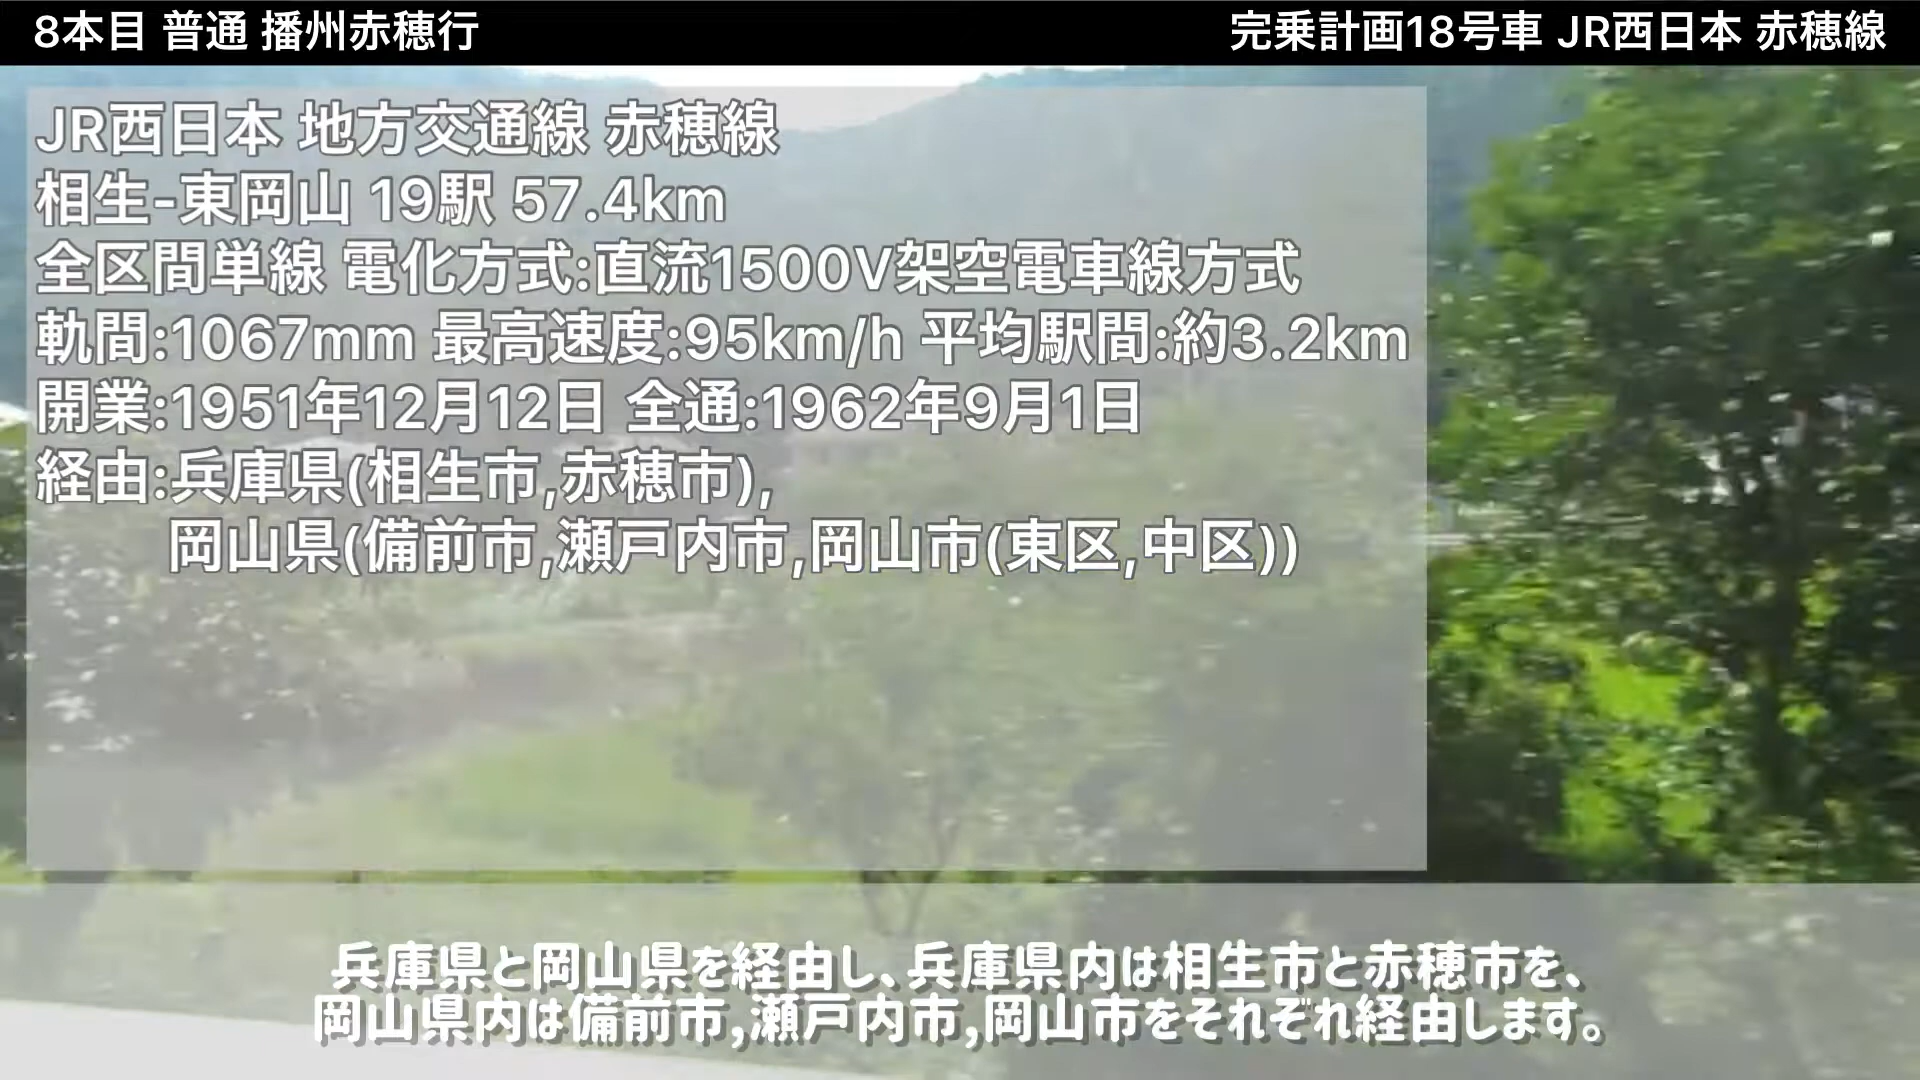 8本目 普通 播州赤穂行
完乗計画18号車 JR西日本 赤穂線
JR西日本 地方交通線 赤穂線
相生-東岡山 19駅 57.4km
全区間単線 電化方式:直流1500V架空電車線方式
軌間:1067mm 最高速度:95km/h 平均駅間:約3.2km
開業:1951年12月12日 全通:1962年9月1日
経由:兵庫県(相生市,赤穂市),
岡山県(備前市,瀬戸内市,岡山市(東区,中区))
兵庫県と岡山県を経由し、兵庫県内は相生市と赤穂市を、
岡山県内は備前市,瀬戸内市,岡山市をそれぞれ経由します。